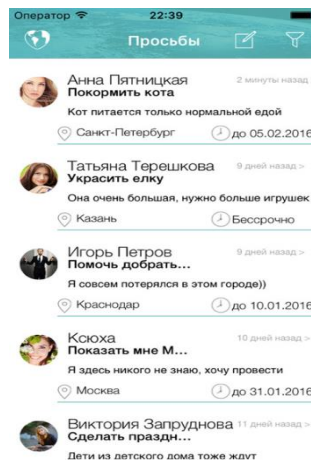 Оператор 22:39
Просьбы
Анна Пятницкая 2 минуты назад
Покормить кота
Кот питается только нормальной едой
Санкт-Петербург до 05.02.2016
Татьяна Терешкова 9 дней назад >
Украсить елку
Она очень большая, нужно больше игрушек
Казань Бессрочно
Игорь Петров 9 дней назад >
Помочь добрать...
Я совсем потерялся в этом городе))
Краснодар до 10.01.2016
Ксюха 10 дней назад >
Показать мне М...
Я здесь никого не знаю, хочу провести
Москва до 31.01.2016
Виктория Запруднова 11 дней назад >
Сделать праздн...
Дети из детского дома тоже ждут